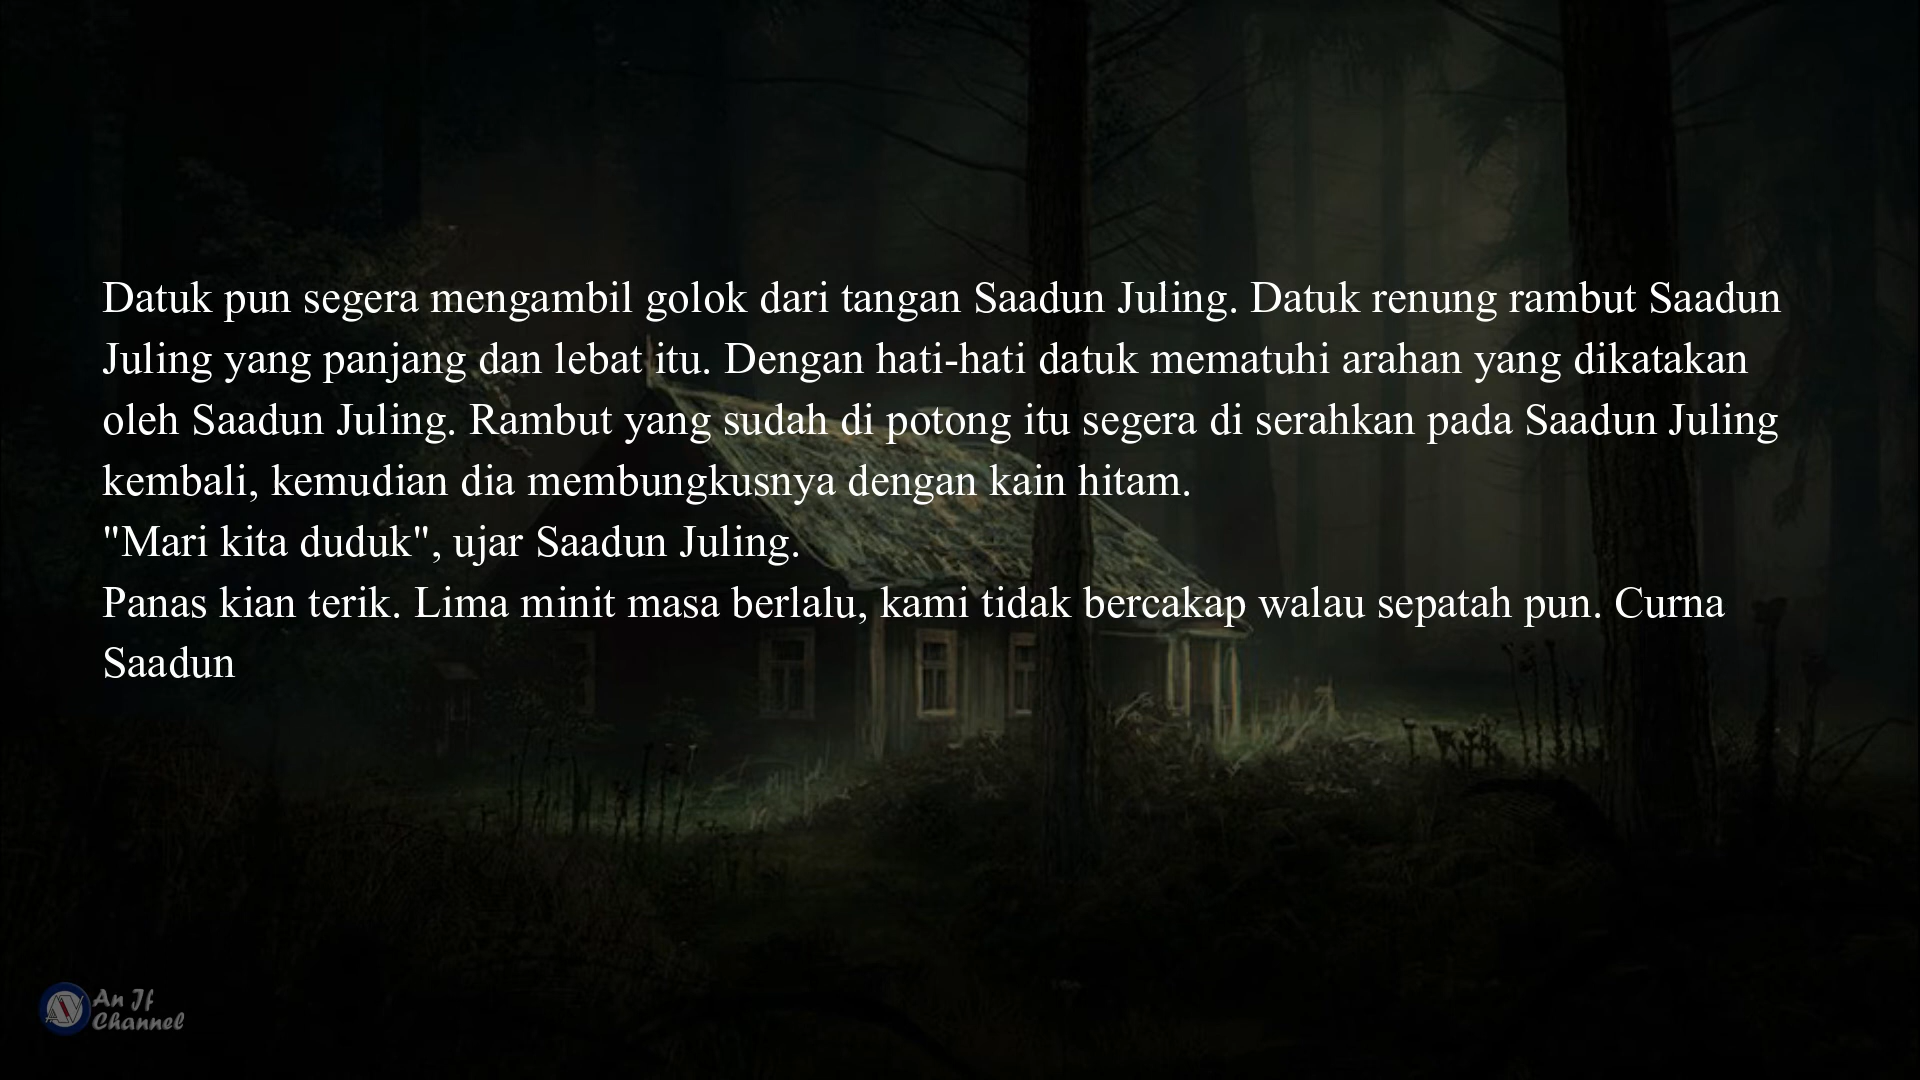 Datuk pun segera mengambil golok dari tangan Saadun Juling. Datuk renung rambut Saadun
Juling yang panjang dan lebat itu. Dengan hati-hati datuk mematuhi arahan yang dikatakan
oleh Saadun Juling. Rambut yang sudah di potong itu segera di serahkan pada Saadun Juling
kembali, kemudian dia membungkusnya dengan kain hitam.
"Mari kita duduk", ujar Saadun Juling.
Panas kian terik. Lima minit masa berlalu, kami tidak bercakap walau sepatah pun. Curna
Saadun
An Jf
Channel